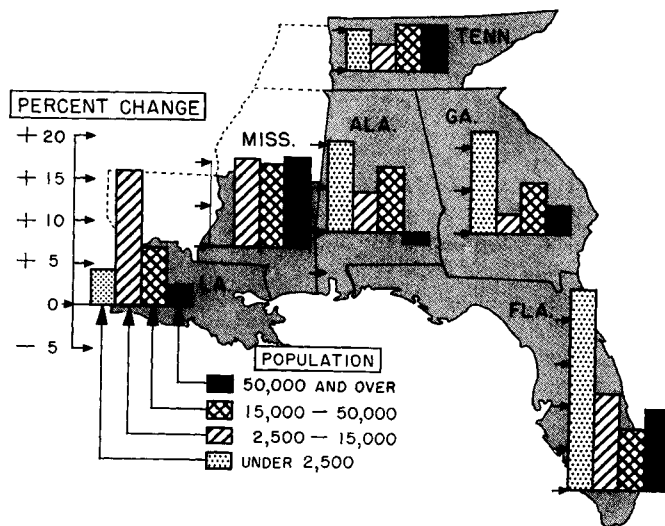 TENN.
PERCENT CHANGE
+ 20
+ 15
+ 10
+ 5
0
- 5
MISS.
ALA.
GA.
LA.
FLA.
POPULATION
50,000 AND OVER
15,000 - 50,000
2,500 - 15,000
UNDER 2,500